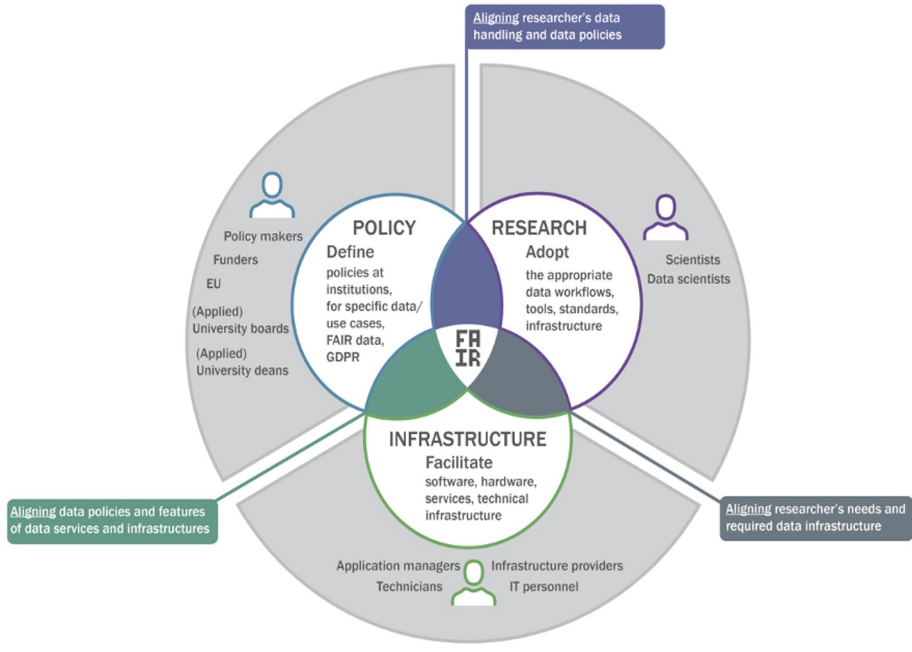 Aligning researcher's data
handling and data policies
Policy makers
Funders
EU
(Applied)
University boards
(Applied)
University deans
POLICY
Define
policies at
institutions,
for specific data/
use cases,
FAIR data,
GDPR
RESEARCH
Adopt
the appropriate
data workflows,
tools, standards,
infrastructure
Scientists
Data scientists
FA
IR
INFRASTRUCTURE
Facilitate
software, hardware,
services, technical
infrastructure
Aligning data policies and features
of data services and infrastructures
Aligning researcher's needs and
required data infrastructure
Application managers
Technicians
Infrastructure providers
IT personnel